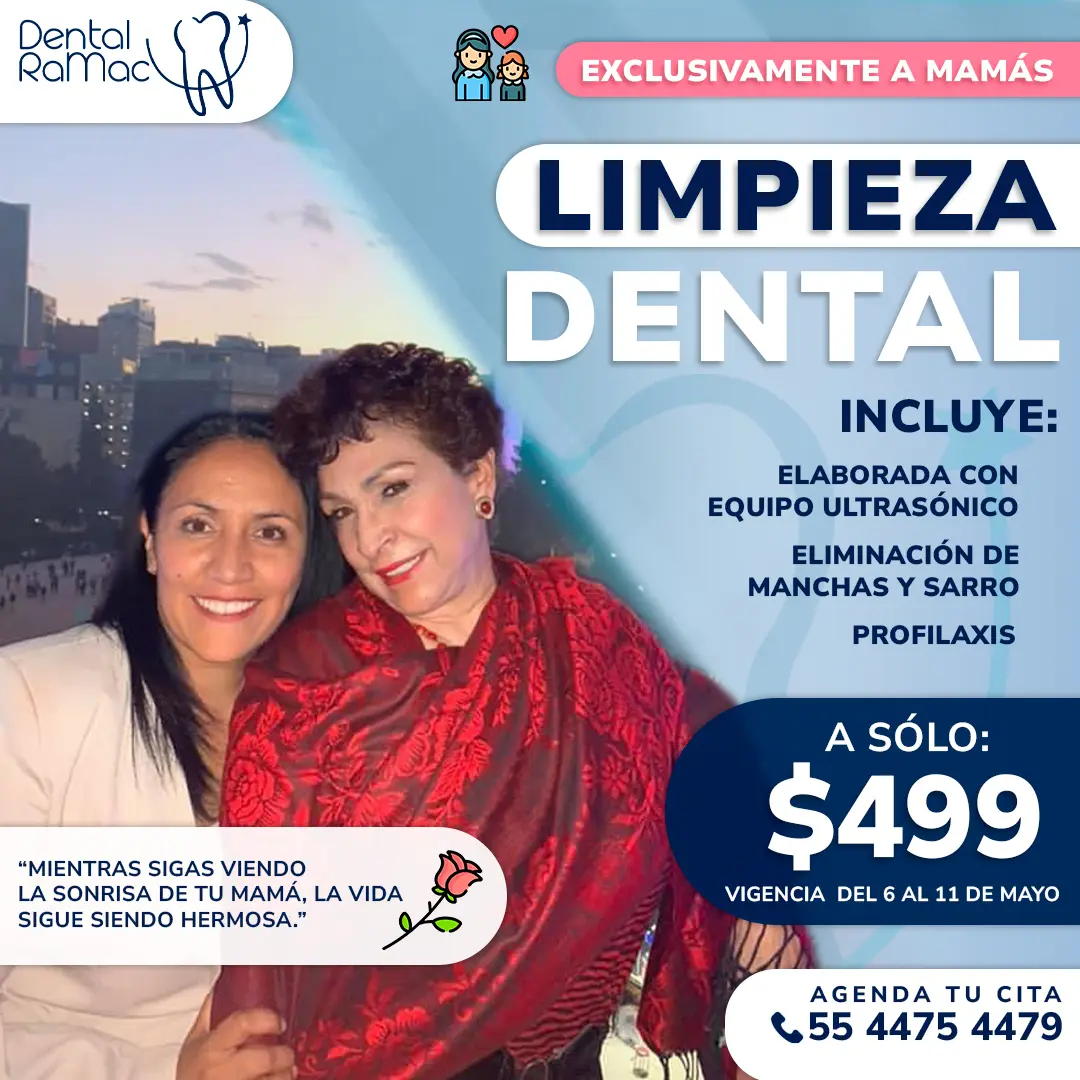 Dental
RaMac
EXCLUSIVAMENTE A MAMÁS
LIMPIEZA
DENTAL
INCLUYE:
ELABORADA CON
EQUIPO ULTRASÓNICO
ELIMINACIÓN DE
MANCHAS Y SARRO
PROFILAXIS
A SÓLO:
$499
VIGENCIA DEL 6 AL 11 DE MAYO
“MIENTRAS SIGAS VIENDO
LA SONRISA DE TU MAMÁ, LA VIDA
SIGUE SIENDO HERMOSA.”
AGENDA TU CITA
55 4475 4479